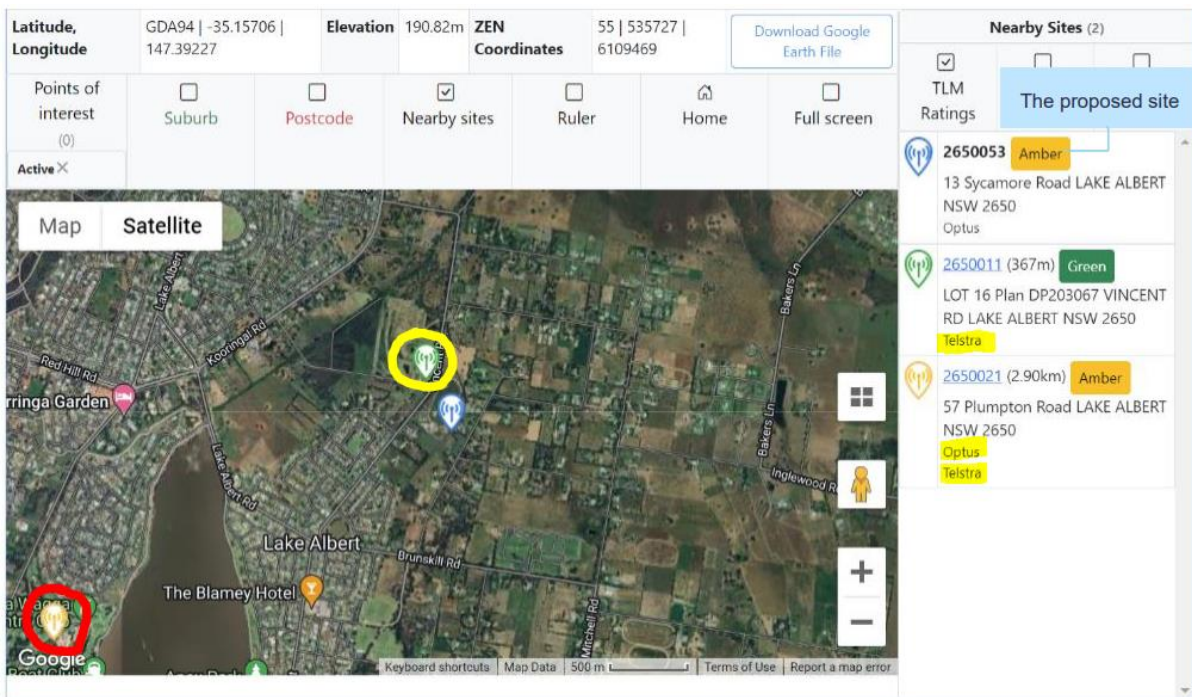 Latitude, Longitude
GDA94 | -35.15706 | 147.39227
Elevation
190.82m
ZEN Coordinates
55 | 535727 | 6109469
Download Google Earth File
Points of interest (0)
Suburb
Postcode
Nearby sites
Ruler
Home
Full screen
Active
Map
Satellite
Lake Albert
Kooringal Rd
Red Hill Rd
rringa Garden
Bakers Ln
Bakers Ln
Inglewood R
Lake Albert Rd
Lake Albert
Brunskill Rd
The Blamey Hotel
Mitchell Rd
Google
Keyboard shortcuts
Map Data
500 m
Terms of Use
Report a map error
Nearby Sites (2)
TLM Ratings
The proposed site
2650053 Amber
13 Sycamore Road LAKE ALBERT
NSW 2650
Optus
2650011 (367m) Green
LOT 16 Plan DP203067 VINCENT
RD LAKE ALBERT NSW 2650
Telstra
2650021 (2.90km) Amber
57 Plumpton Road LAKE ALBERT
NSW 2650
Optus
Telstra